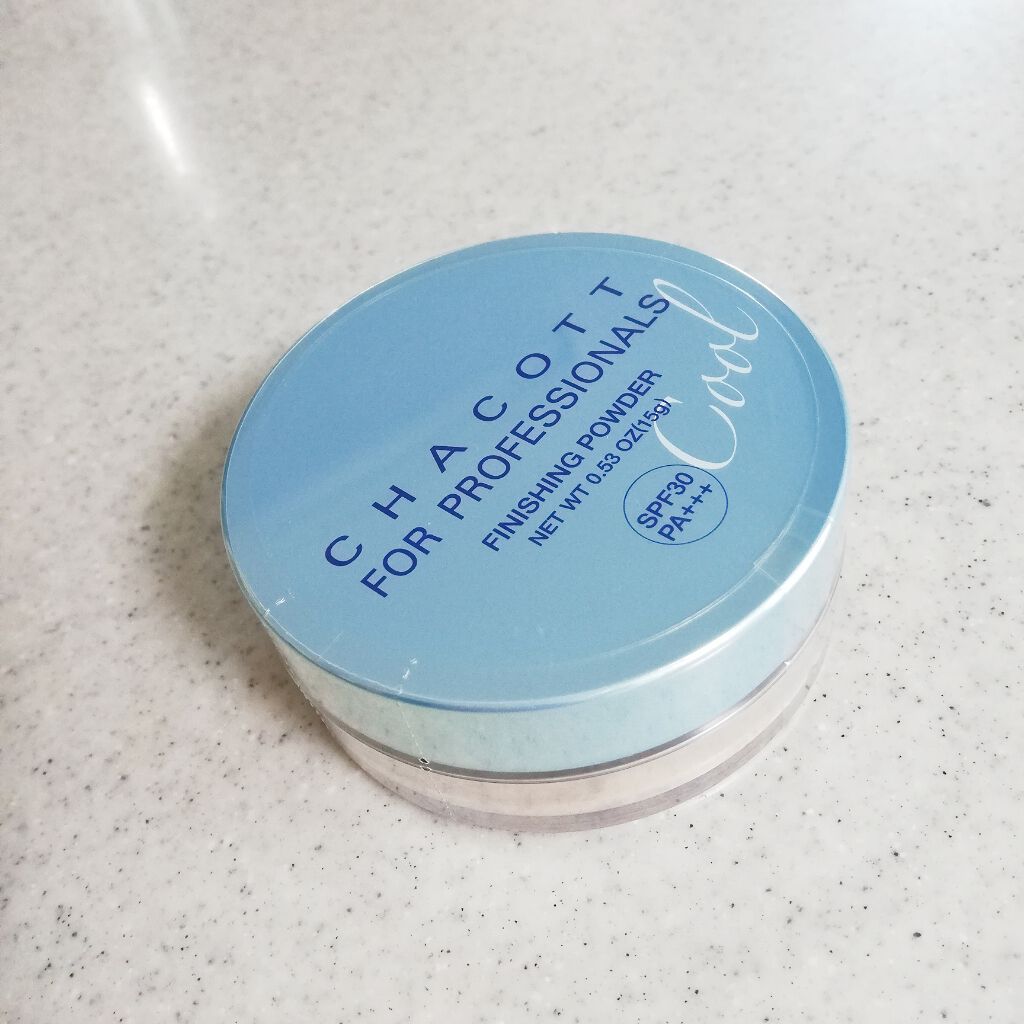 CHACOTT
FOR PROFESSIONALS
FINISHING POWDER
NET WT 0.53 OZ(15g)
Cool
SPF30
PA+++